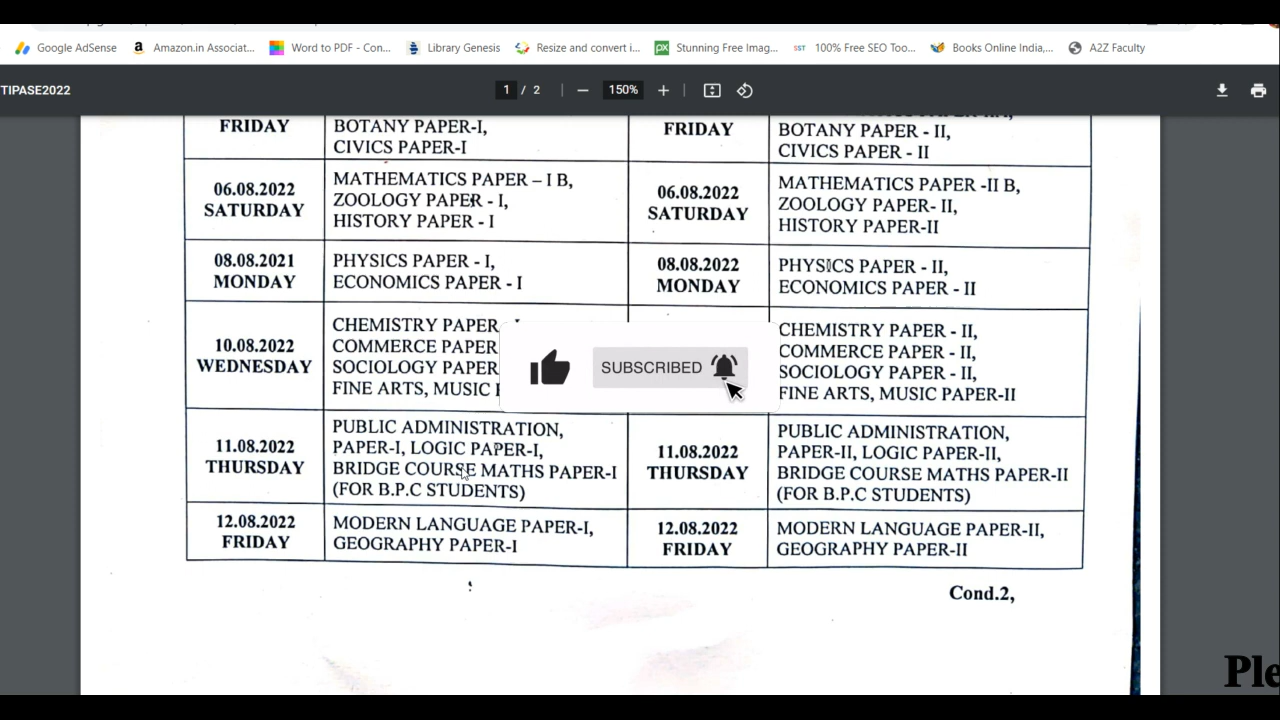 Google AdSense
Amazon.in Associat...
Word to PDF - Con...
Library Genesis
Resize and convert i...
Stunning Free Imag...
100% Free SEO Too...
Books Online India,...
A2Z Faculty
TIPASE2022
1 / 2
150%
FRIDAY
BOTANY PAPER-I,
CIVICS PAPER-I
FRIDAY
BOTANY PAPER - II,
CIVICS PAPER - II
06.08.2022
SATURDAY
MATHEMATICS PAPER – I B,
ZOOLOGY PAPER - I,
HISTORY PAPER - I
06.08.2022
SATURDAY
MATHEMATICS PAPER -II B,
ZOOLOGY PAPER- II,
HISTORY PAPER-II
08.08.2021
MONDAY
PHYSICS PAPER - I,
ECONOMICS PAPER - I
08.08.2022
MONDAY
PHYSICS PAPER - II,
ECONOMICS PAPER - II
10.08.2022
WEDNESDAY
CHEMISTRY PAPER
COMMERCE PAPER
SOCIOLOGY PAPER
FINE ARTS, MUSIC
SUBSCRIBED
CHEMISTRY PAPER - II,
COMMERCE PAPER - II,
SOCIOLOGY PAPER - II,
FINE ARTS, MUSIC PAPER-II
11.08.2022
THURSDAY
PUBLIC ADMINISTRATION,
PAPER-I, LOGIC PAPER-I,
BRIDGE COURSE MATHS PAPER-I
(FOR B.P.C STUDENTS)
11.08.2022
THURSDAY
PUBLIC ADMINISTRATION,
PAPER-II, LOGIC PAPER-II,
BRIDGE COURSE MATHS PAPER-II
(FOR B.P.C STUDENTS)
12.08.2022
FRIDAY
MODERN LANGUAGE PAPER-I,
GEOGRAPHY PAPER-I
12.08.2022
FRIDAY
MODERN LANGUAGE PAPER-II,
GEOGRAPHY PAPER-II
Cond.2,
Ple